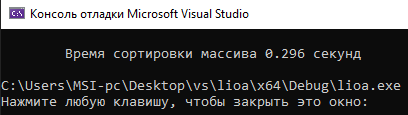 Консоль отладки Microsoft Visual Studio
Время сортировки массива 0.296 секунд
C:\Users\MSI-pc\Desktop\vs\lioa\x64\Debug\lioa.exe
Нажмите любую клавишу, чтобы закрыть это окно: